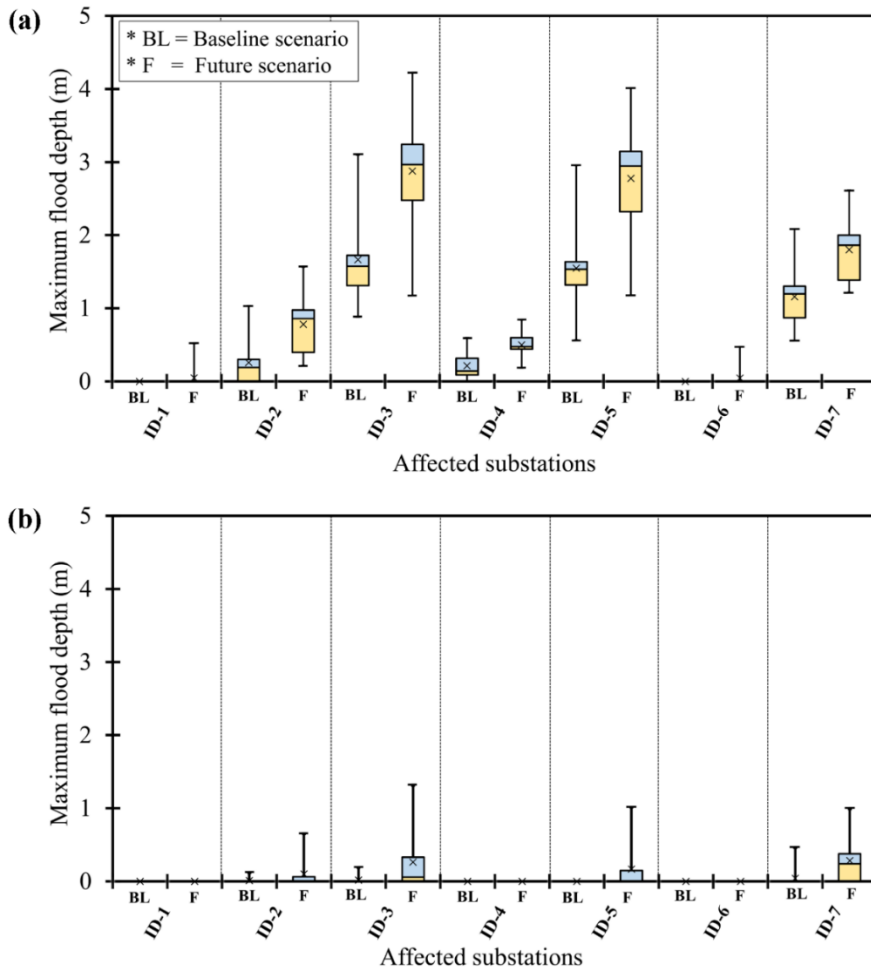 (a)
* BL = Baseline scenario
* F = Future scenario
Maximum flood depth (m)
5
4
3
2
1
0
BL F BL F BL F BL F BL F BL F BL F
ID-1 ID-2 ID-3 ID-4 ID-5 ID-6 ID-7
Affected substations
(b)
Maximum flood depth (m)
5
4
3
2
1
0
BL F BL F BL F BL F BL F BL F BL F
ID-1 ID-2 ID-3 ID-4 ID-5 ID-6 ID-7
Affected substations